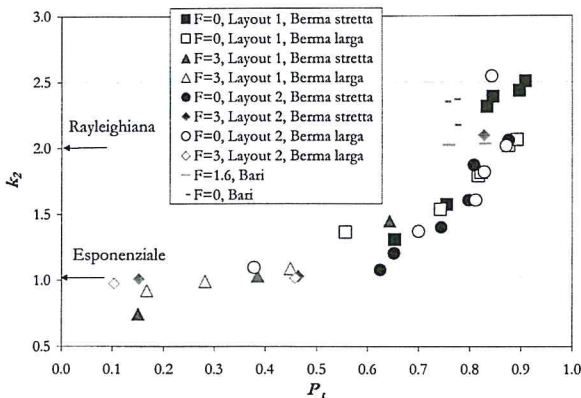 3.0
2.5
2.0
1.5
1.0
0.5
k2
Rayleighiana
Esponenziale
F=0, Layout 1, Berma stretta
F=0, Layout 1, Berma larga
F=3, Layout 1, Berma stretta
F=3, Layout 1, Berma larga
F=0, Layout 2, Berma stretta
F=3, Layout 2, Berma stretta
F=0, Layout 2, Berma larga
F=3, Layout 2, Berma larga
F=1.6, Bari
F=0, Bari
0.0 0.1 0.2 0.3 0.4 0.5 0.6 0.7 0.8 0.9 1.0
Pt